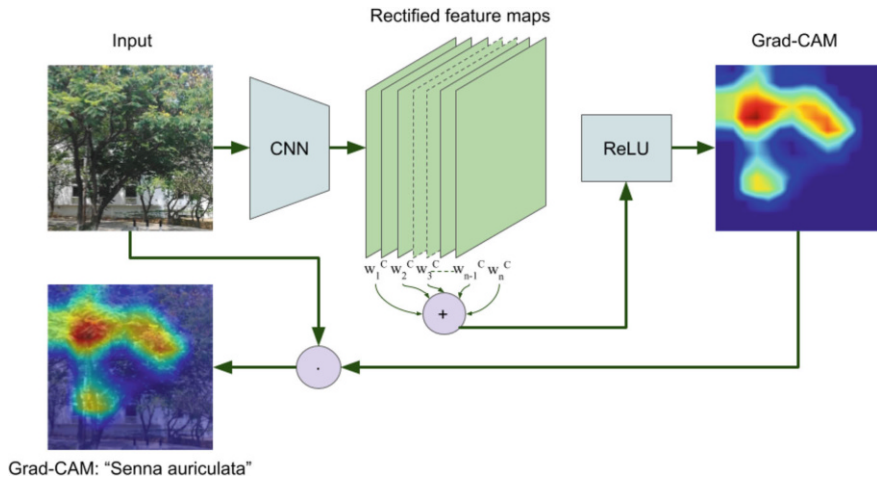 Rectified feature maps
Input
Grad-CAM
CNN
ReLU
w₁ᶜ w₂ᶜ w₃ᶜ----wₙ₋₁ᶜ wₙᶜ
+
.
Grad-CAM: “Senna auriculata”